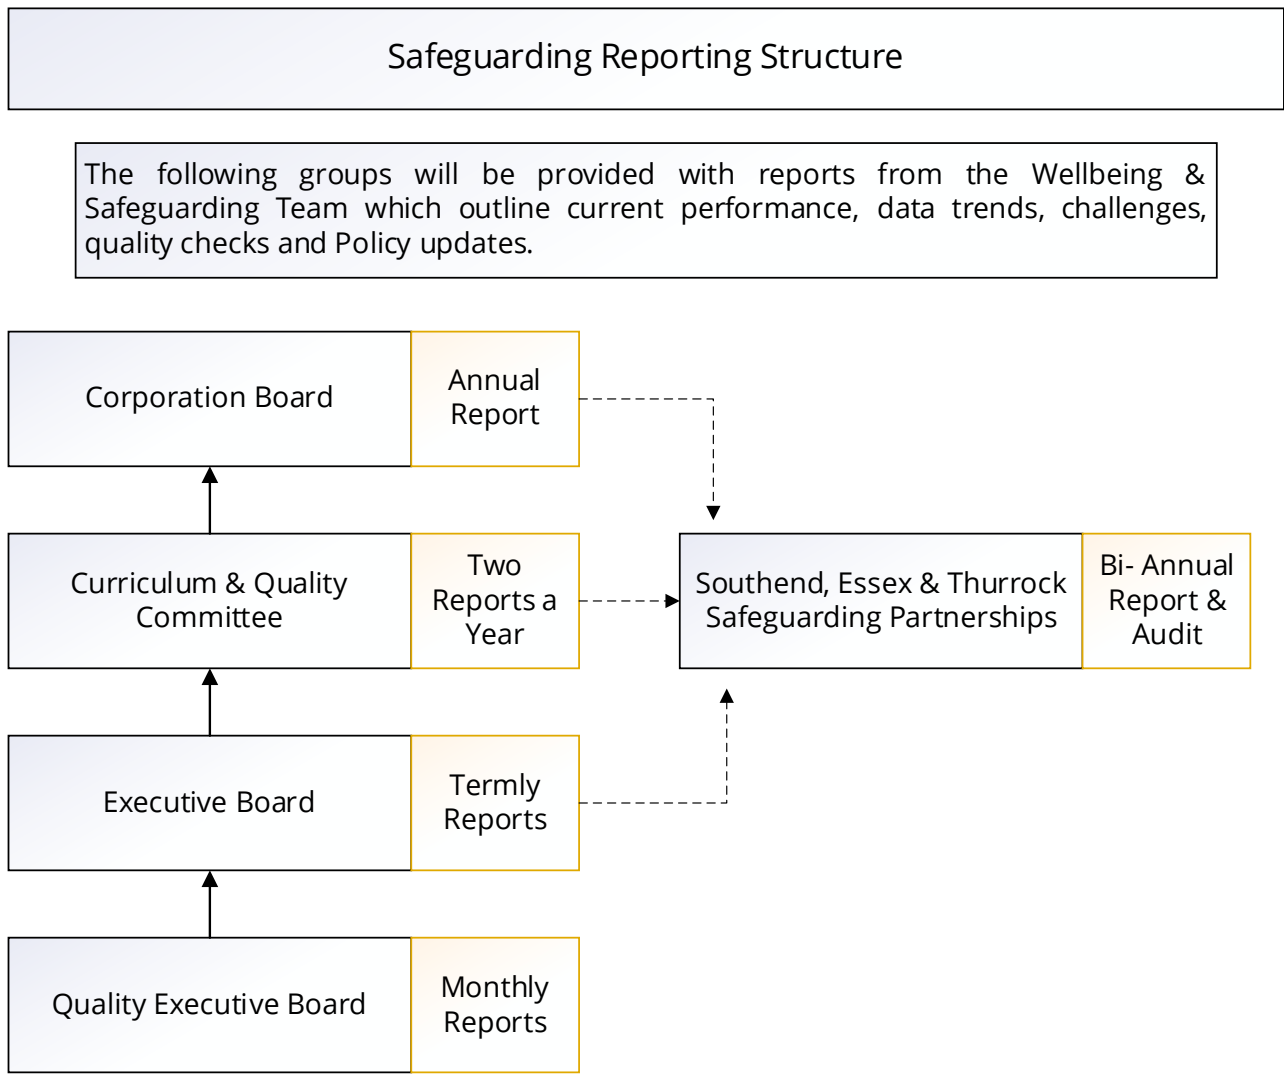 Safeguarding Reporting Structure
The following groups will be provided with reports from the Wellbeing &
Safeguarding Team which outline current performance, data trends, challenges,
quality checks and Policy updates.
Corporation Board
Annual
Report
Curriculum & Quality
Committee
Two
Reports a
Year
Southend, Essex & Thurrock
Safeguarding Partnerships
Bi- Annual
Report &
Audit
Executive Board
Termly
Reports
Quality Executive Board
Monthly
Reports